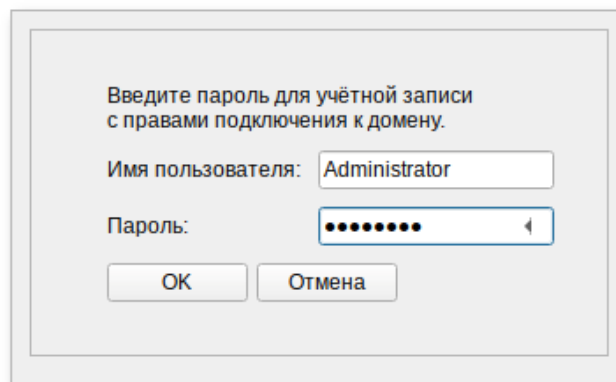 Введите пароль для учётной записи
с правами подключения к домену.
Имя пользователя: Administrator
Пароль: ••••••••
OK Отмена